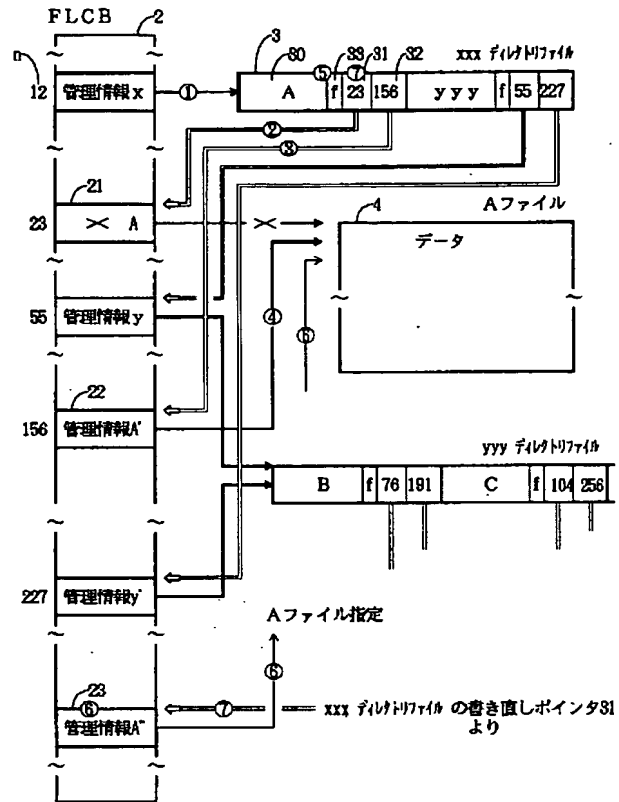 FLCB
2
n
3
30
⑤
33
⑦
31
32
xxx ディレクトリファイル
12
管理情報x
①
A
f
23
156
yyy
f
55
227
②
③
21
23
A
Aファイル
4
データ
55
管理情報y
④
⑥
22
156
管理情報A'
yyy ディレクトリファイル
B
f
76
191
C
f
104
256
227
管理情報y'
Aファイル指定
⑥
23
⑥
管理情報A"
⑦
xxx ディレクトリファイル の書き直しポインタ31
より